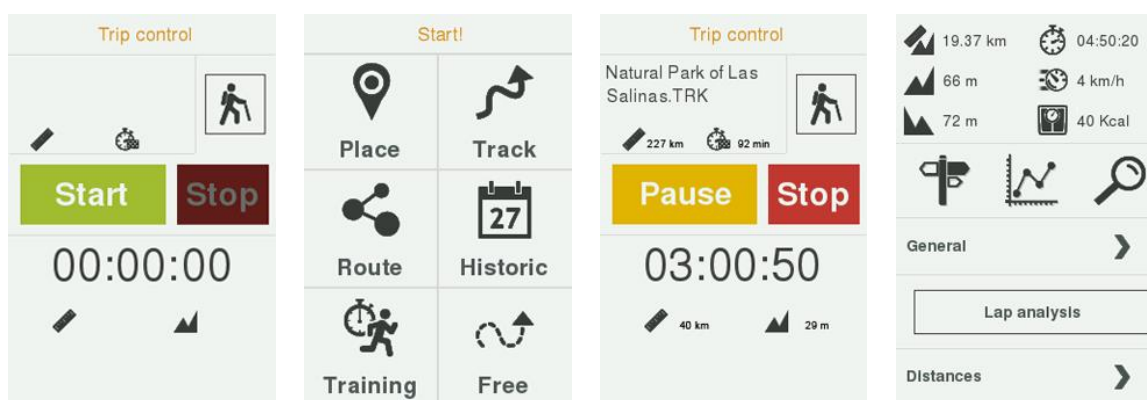 Trip control
Start
Stop
00:00:00
Start!
Place
Track
27
Route
Historic
Training
Free
Trip control
Natural Park of Las
Salinas.TRK
227 km
92 min
Pause
Stop
03:00:50
40 km
29 m
19.37 km
04:50:20
66 m
4 km/h
72 m
40 Kcal
General
Lap analysis
Distances